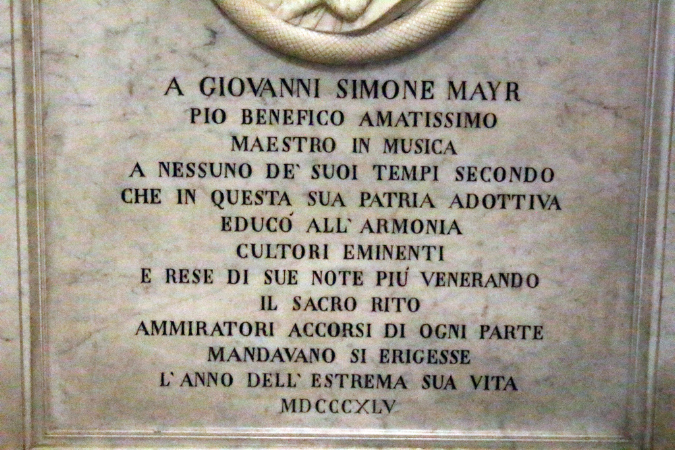 A GIOVANNI SIMONE MAYR
PIO BENEFICO AMATISSIMO
MAESTRO IN MUSICA
A NESSUNO DE' SUOI TEMPI SECONDO
CHE IN QUESTA SUA PATRIA ADOTTIVA
EDUCÓ ALL' ARMONIA
CULTORI EMINENTI
E RESE DI SUE NOTE PIÚ VENERANDO
IL SACRO RITO
AMMIRATORI ACCORSI DI OGNI PARTE
MANDAVANO SI ERIGESSE
L'ANNO DELL' ESTREMA SUA VITA
MDCCCXLV